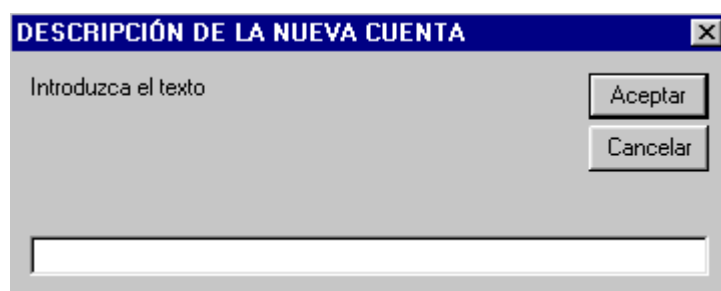 DESCRIPCIÓN DE LA NUEVA CUENTA
Introduzca el texto
Aceptar
Cancelar